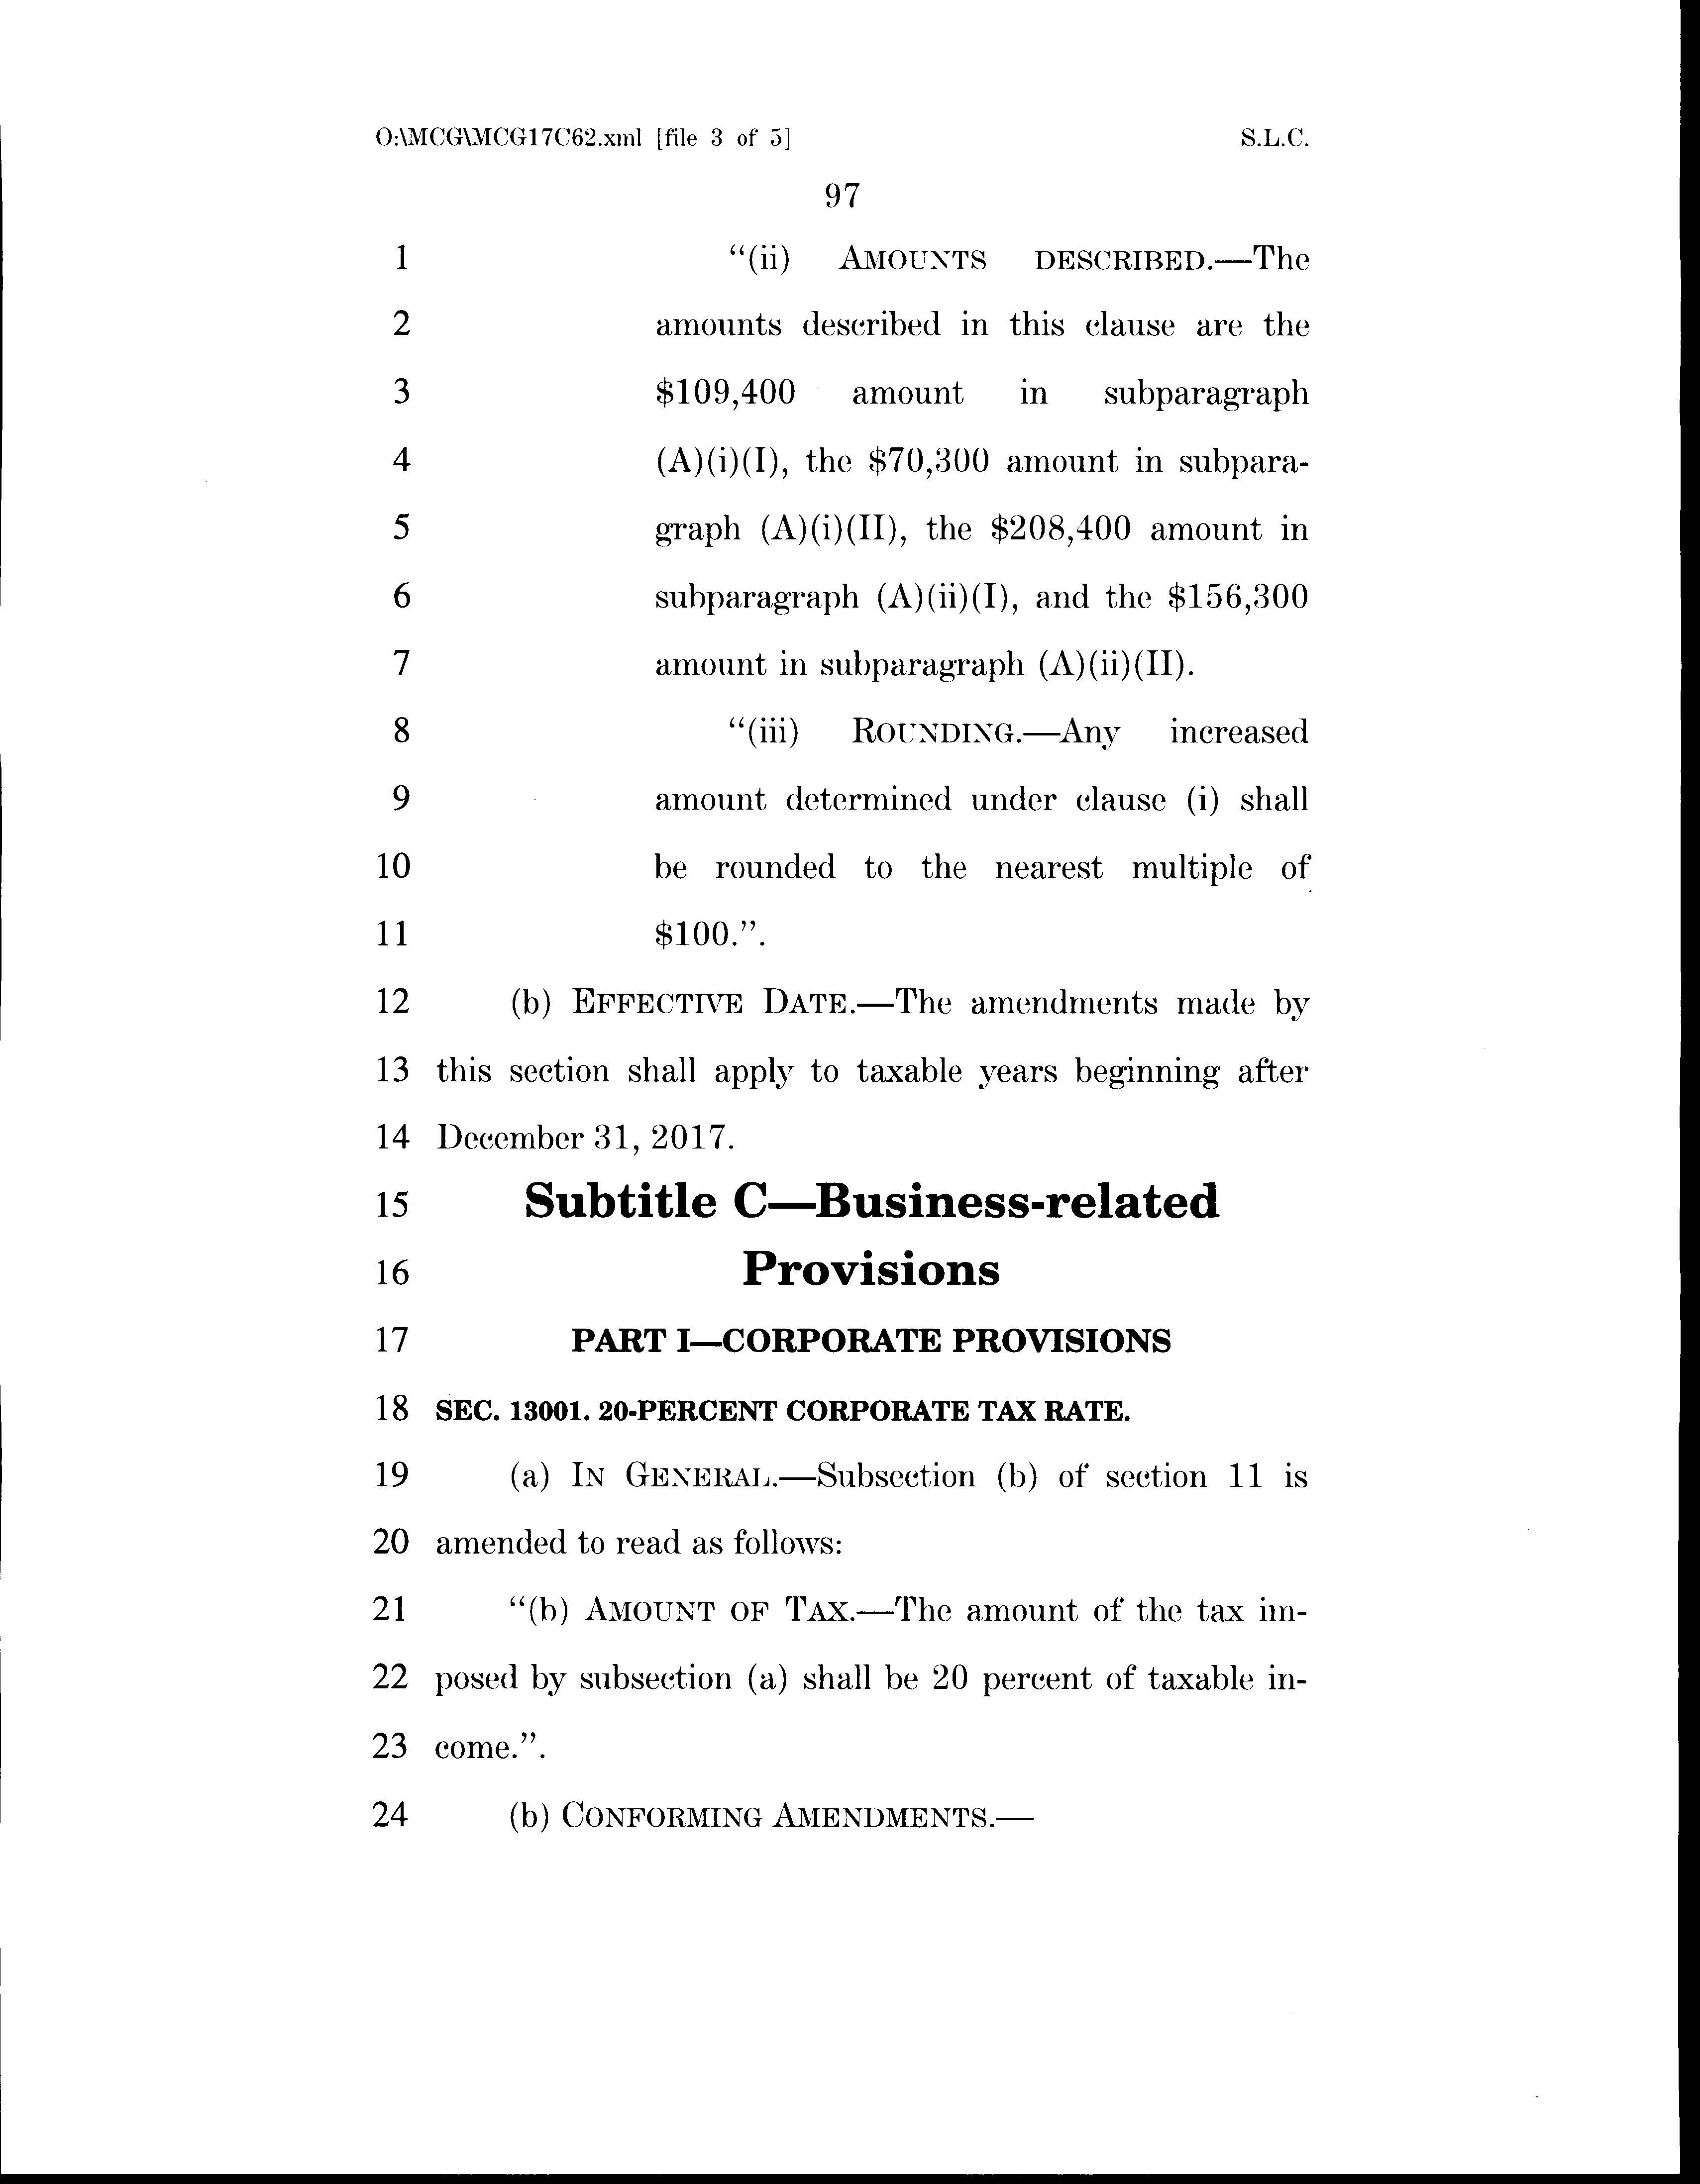 O:\MCG\MCG17C62.xml [file 3 of 5] S.L.C.
97
1 “(ii) AMOUNTS DESCRIBED.—The
2 amounts described in this clause are the
3 $109,400 amount in subparagraph
4 (A)(i)(I), the $70,300 amount in subpara-
5 graph (A)(i)(II), the $208,400 amount in
6 subparagraph (A)(ii)(I), and the $156,300
7 amount in subparagraph (A)(ii)(II).
8 “(iii) ROUNDING.—Any increased
9 amount determined under clause (i) shall
10 be rounded to the nearest multiple of
11 $100.”.
12 (b) EFFECTIVE DATE.—The amendments made by
13 this section shall apply to taxable years beginning after
14 December 31, 2017.
15 Subtitle C—Business-related
16 Provisions
17 PART I—CORPORATE PROVISIONS
18 SEC. 13001. 20-PERCENT CORPORATE TAX RATE.
19 (a) IN GENERAL.—Subsection (b) of section 11 is
20 amended to read as follows:
21 “(b) AMOUNT OF TAX.—The amount of the tax im-
22 posed by subsection (a) shall be 20 percent of taxable in-
23 come.”.
24 (b) CONFORMING AMENDMENTS.—